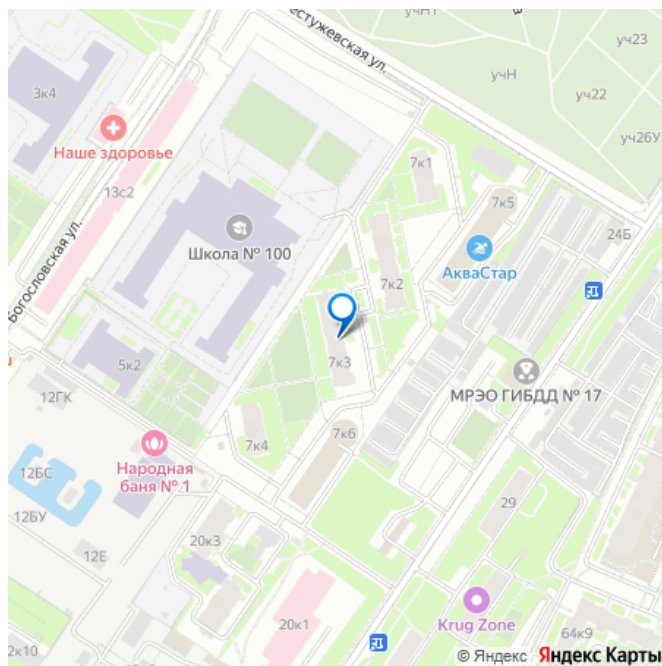 естужевская ул.
учН1
уч23
учН
уч22
уч26У
3к4
Наше здоровье
13с2
7к1
7к5
24Б
Школа № 100
АкваСтар
7к2
Богословская ул.
5к2
7к3
МРЭО ГИБДД № 17
12ГК
7к4
7к6
Народная
баня № 1
12БС
12БУ
29
12Е
20к3
20к1
Krug Zone
64к9
2к10
© Яндекс Яндекс Карты